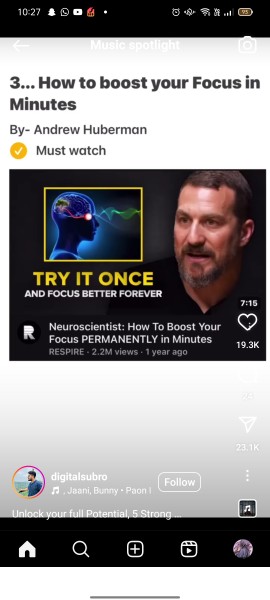 10:27
Music spotlight
3... How to boost your Focus in
Minutes
By- Andrew Huberman
Must watch
TRY IT ONCE
AND FOCUS BETTER FOREVER
7:15
R
Neuroscientist: How To Boost Your
Focus PERMANENTLY in Minutes
RESPIRE · 2.2M views · 1 year ago
19.3K
23.1K
digitalsubro
Follow
, Jaani, Bunny • Paon I
Unlock your full Potential, 5 Strong ...